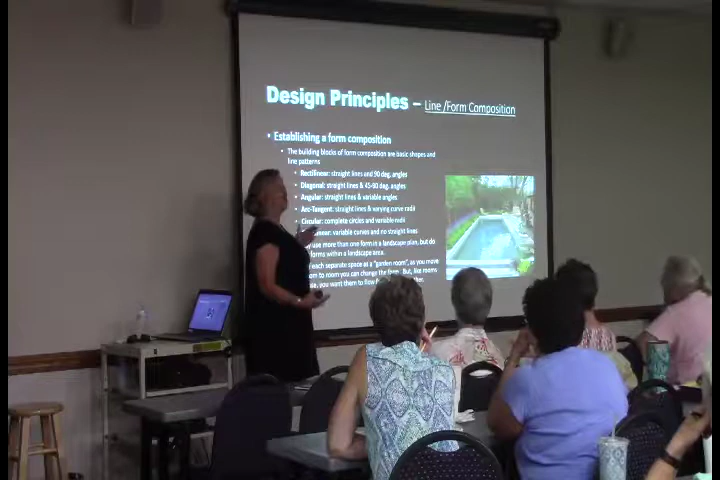 Design Principles – Line /Form Composition
• Establishing a form composition
• The building blocks of form composition are basic shapes and
line patterns
• Rectilinear: straight lines and 90 deg. angles
• Diagonal: straight lines & 45-90 deg. angles
• Angular: straight lines & variable angles
• Arc-Tangent: straight lines & varying curve radii
• Circular: complete circles and variable radii
variable curves and no straight lines
use more than one form in a landscape plan, but do
forms within a landscape area.
each separate space as a "garden room", as you move
to room you can change the form. But, like rooms
you want them to flow